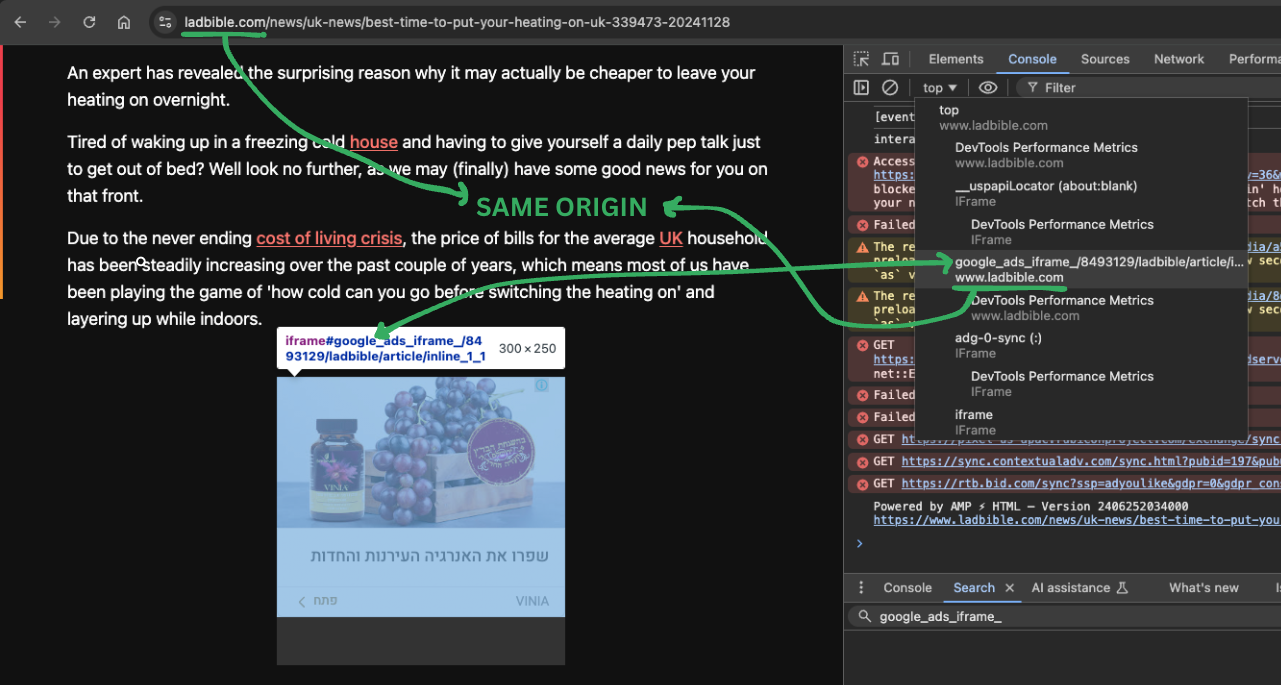 ladbible.com/news/uk-news/best-time-to-put-your-heating-on-uk-339473-20241128
An expert has revealed the surprising reason why it may actually be cheaper to leave your
heating on overnight.
Tired of waking up in a freezing cold house and having to give yourself a daily pep talk just
to get out of bed? Well look no further, as we may (finally) have some good news for you on
that front.
SAME ORIGIN
Due to the never ending cost of living crisis, the price of bills for the average UK household
has been steadily increasing over the past couple of years, which means most of us have
been playing the game of 'how cold can you go before switching the heating on' and
layering up while indoors.
iframe#google_ads_iframe_/84
93129/ladbible/article/inline_1_1
300×250
VINIA
שפרו את האנרגיה העירנות והחדות
פתח
VINIA
Elements Console Sources Network Performa
top
Filter
[event
intera
Access
https:
blocke
your n
Failed
The re
preloa
`as` v
The re
preloa
GET
https:
net::E
Failed
Failed
top
www.ladbible.com
DevTools Performance Metrics
www.ladbible.com
__uspapiLocator (about:blank)
IFrame
DevTools Performance Metrics
IFrame
google_ads_iframe_/8493129/ladbible/article/i...
www.ladbible.com
DevTools Performance Metrics
www.ladbible.com
adg-0-sync (:)
IFrame
DevTools Performance Metrics
IFrame
iframe
IFrame
GET
GET https://sync.contextualadv.com/sync.html?pubid=197&pub
GET https://rtb.bid.com/sync?ssp=adyoulike&gdpr=0&gdpr_con
Powered by AMP ⚡ HTML – Version 2406252034000
https://www.ladbible.com/news/uk-news/best-time-to-put-you
Console Search × AI assistance What's new
google_ads_iframe_